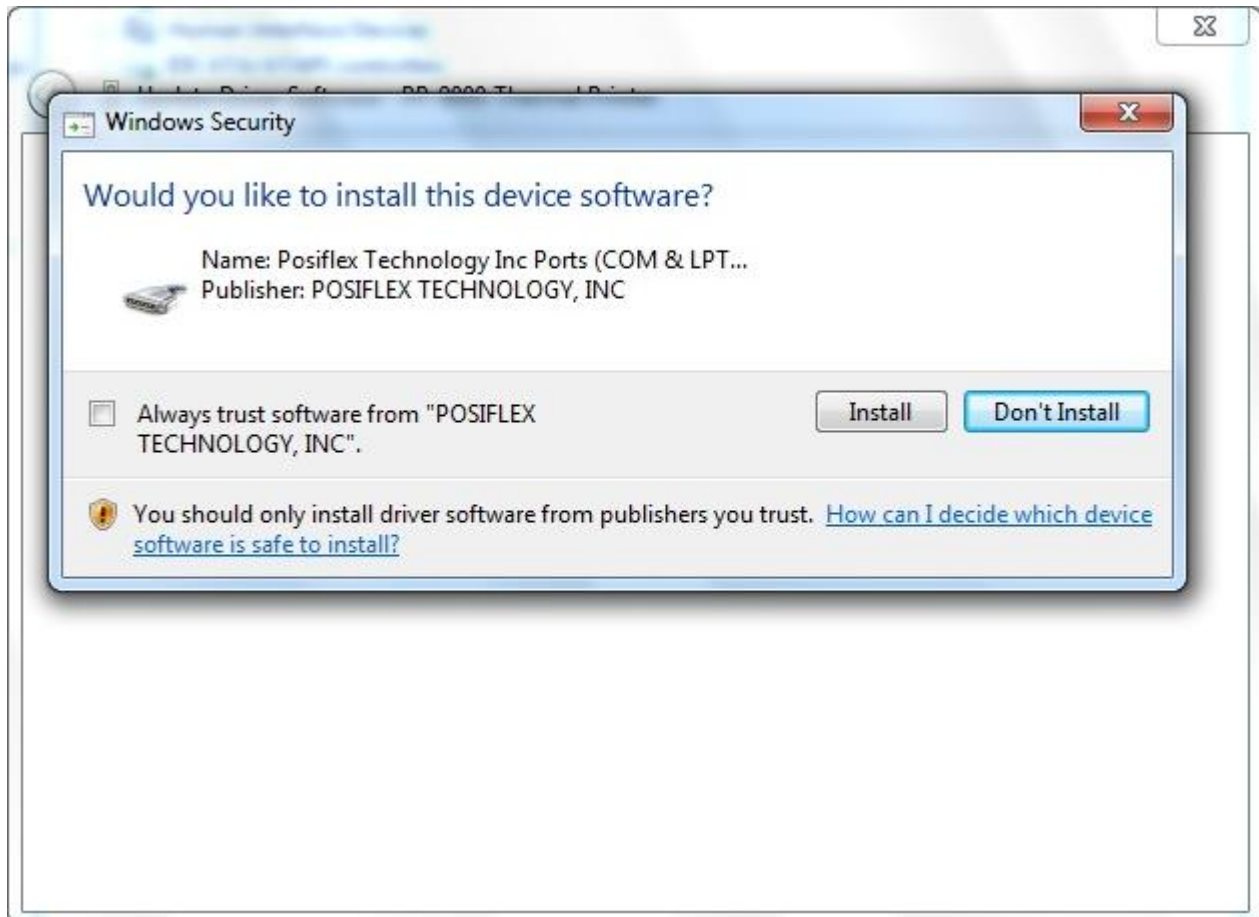 Windows Security
Would you like to install this device software?
Name: Posiflex Technology Inc Ports (COM & LPT...
Publisher: POSIFLEX TECHNOLOGY, INC
Always trust software from "POSIFLEX
TECHNOLOGY, INC".
Install
Don't Install
You should only install driver software from publishers you trust. How can I decide which device
software is safe to install?